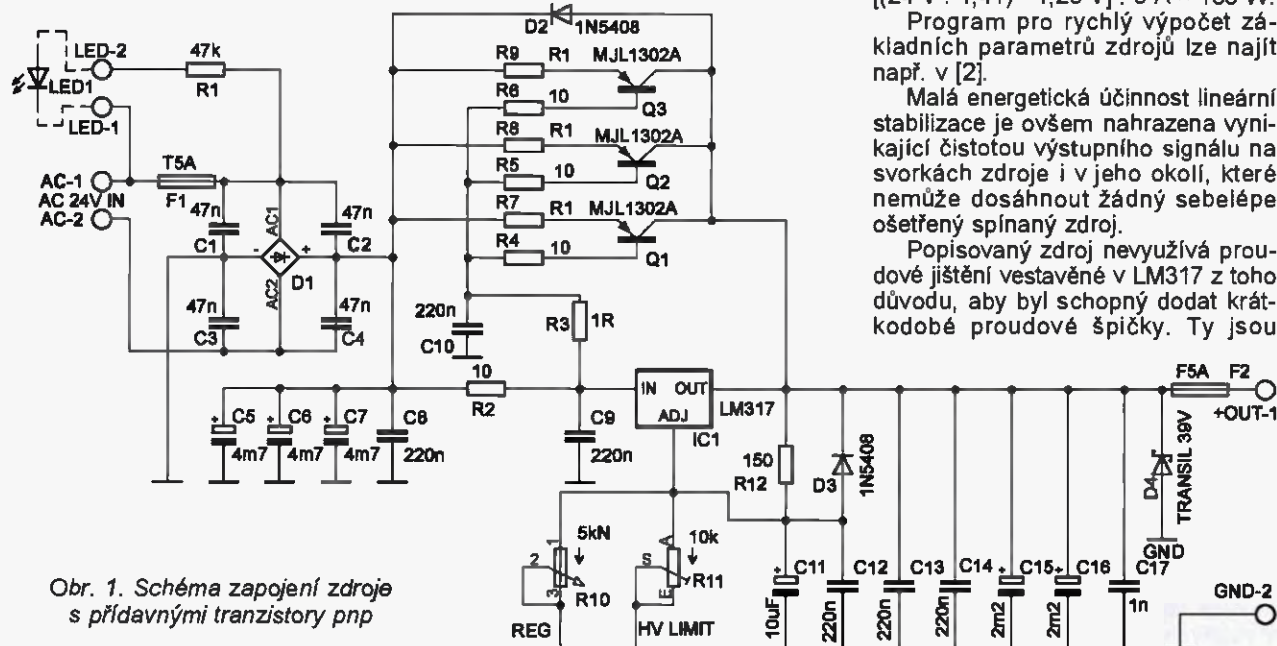 [(24 V . 1,41) - 1,25 V] . 5 A = 163 W.
Program pro rychlý výpočet zá-
kladních parametrů zdrojů lze najít
např. v [2].
Malá energetická účinnost lineární
stabilizace je ovšem nahrazena vyni-
kající čistotou výstupního signálu na
svorkách zdroje i v jeho okolí, které
nemůže dosáhnout žádný sebelépe
ošetřený spínaný zdroj.
Popisovaný zdroj nevyužívá prou-
dové jištění vestavěné v LM317 z toho
důvodu, aby byl schopný dodat krát-
kodobé proudové špičky. Ty jsou
D2
1N5408
LED-2
47k
R1
LED1
LED-1
AC-1
AC 24V IN
AC-2
T5A
F1
47n
C1
47n
C2
AC1
-
+
D1
AC2
47n
C3
47n
C4
R9
R1
MJL1302A
R6
10
Q3
R8
R1
MJL1302A
R5
10
Q2
R7
R1
MJL1302A
R4
10
Q1
220n
C10
R3
1R
10
R2
IN OUT
ADJ
LM317
IC1
+
C5
4m7
+
C6
4m7
+
C7
4m7
C8
220n
C9
220n
150
R12
D3
1N5408
F5A
F2
+OUT-1
D4
TRANSIL 39V
GND
1
2
3
5kN
R10
REG
A
S
E
10k
R11
HV LIMIT
+
C11
10uF
C12
220n
C13
220n
C14
220n
+
C15
2m2
+
C16
2m2
C17
1n
GND-2
Obr. 1. Schéma zapojení zdroje
s přídavnými tranzistory pnp